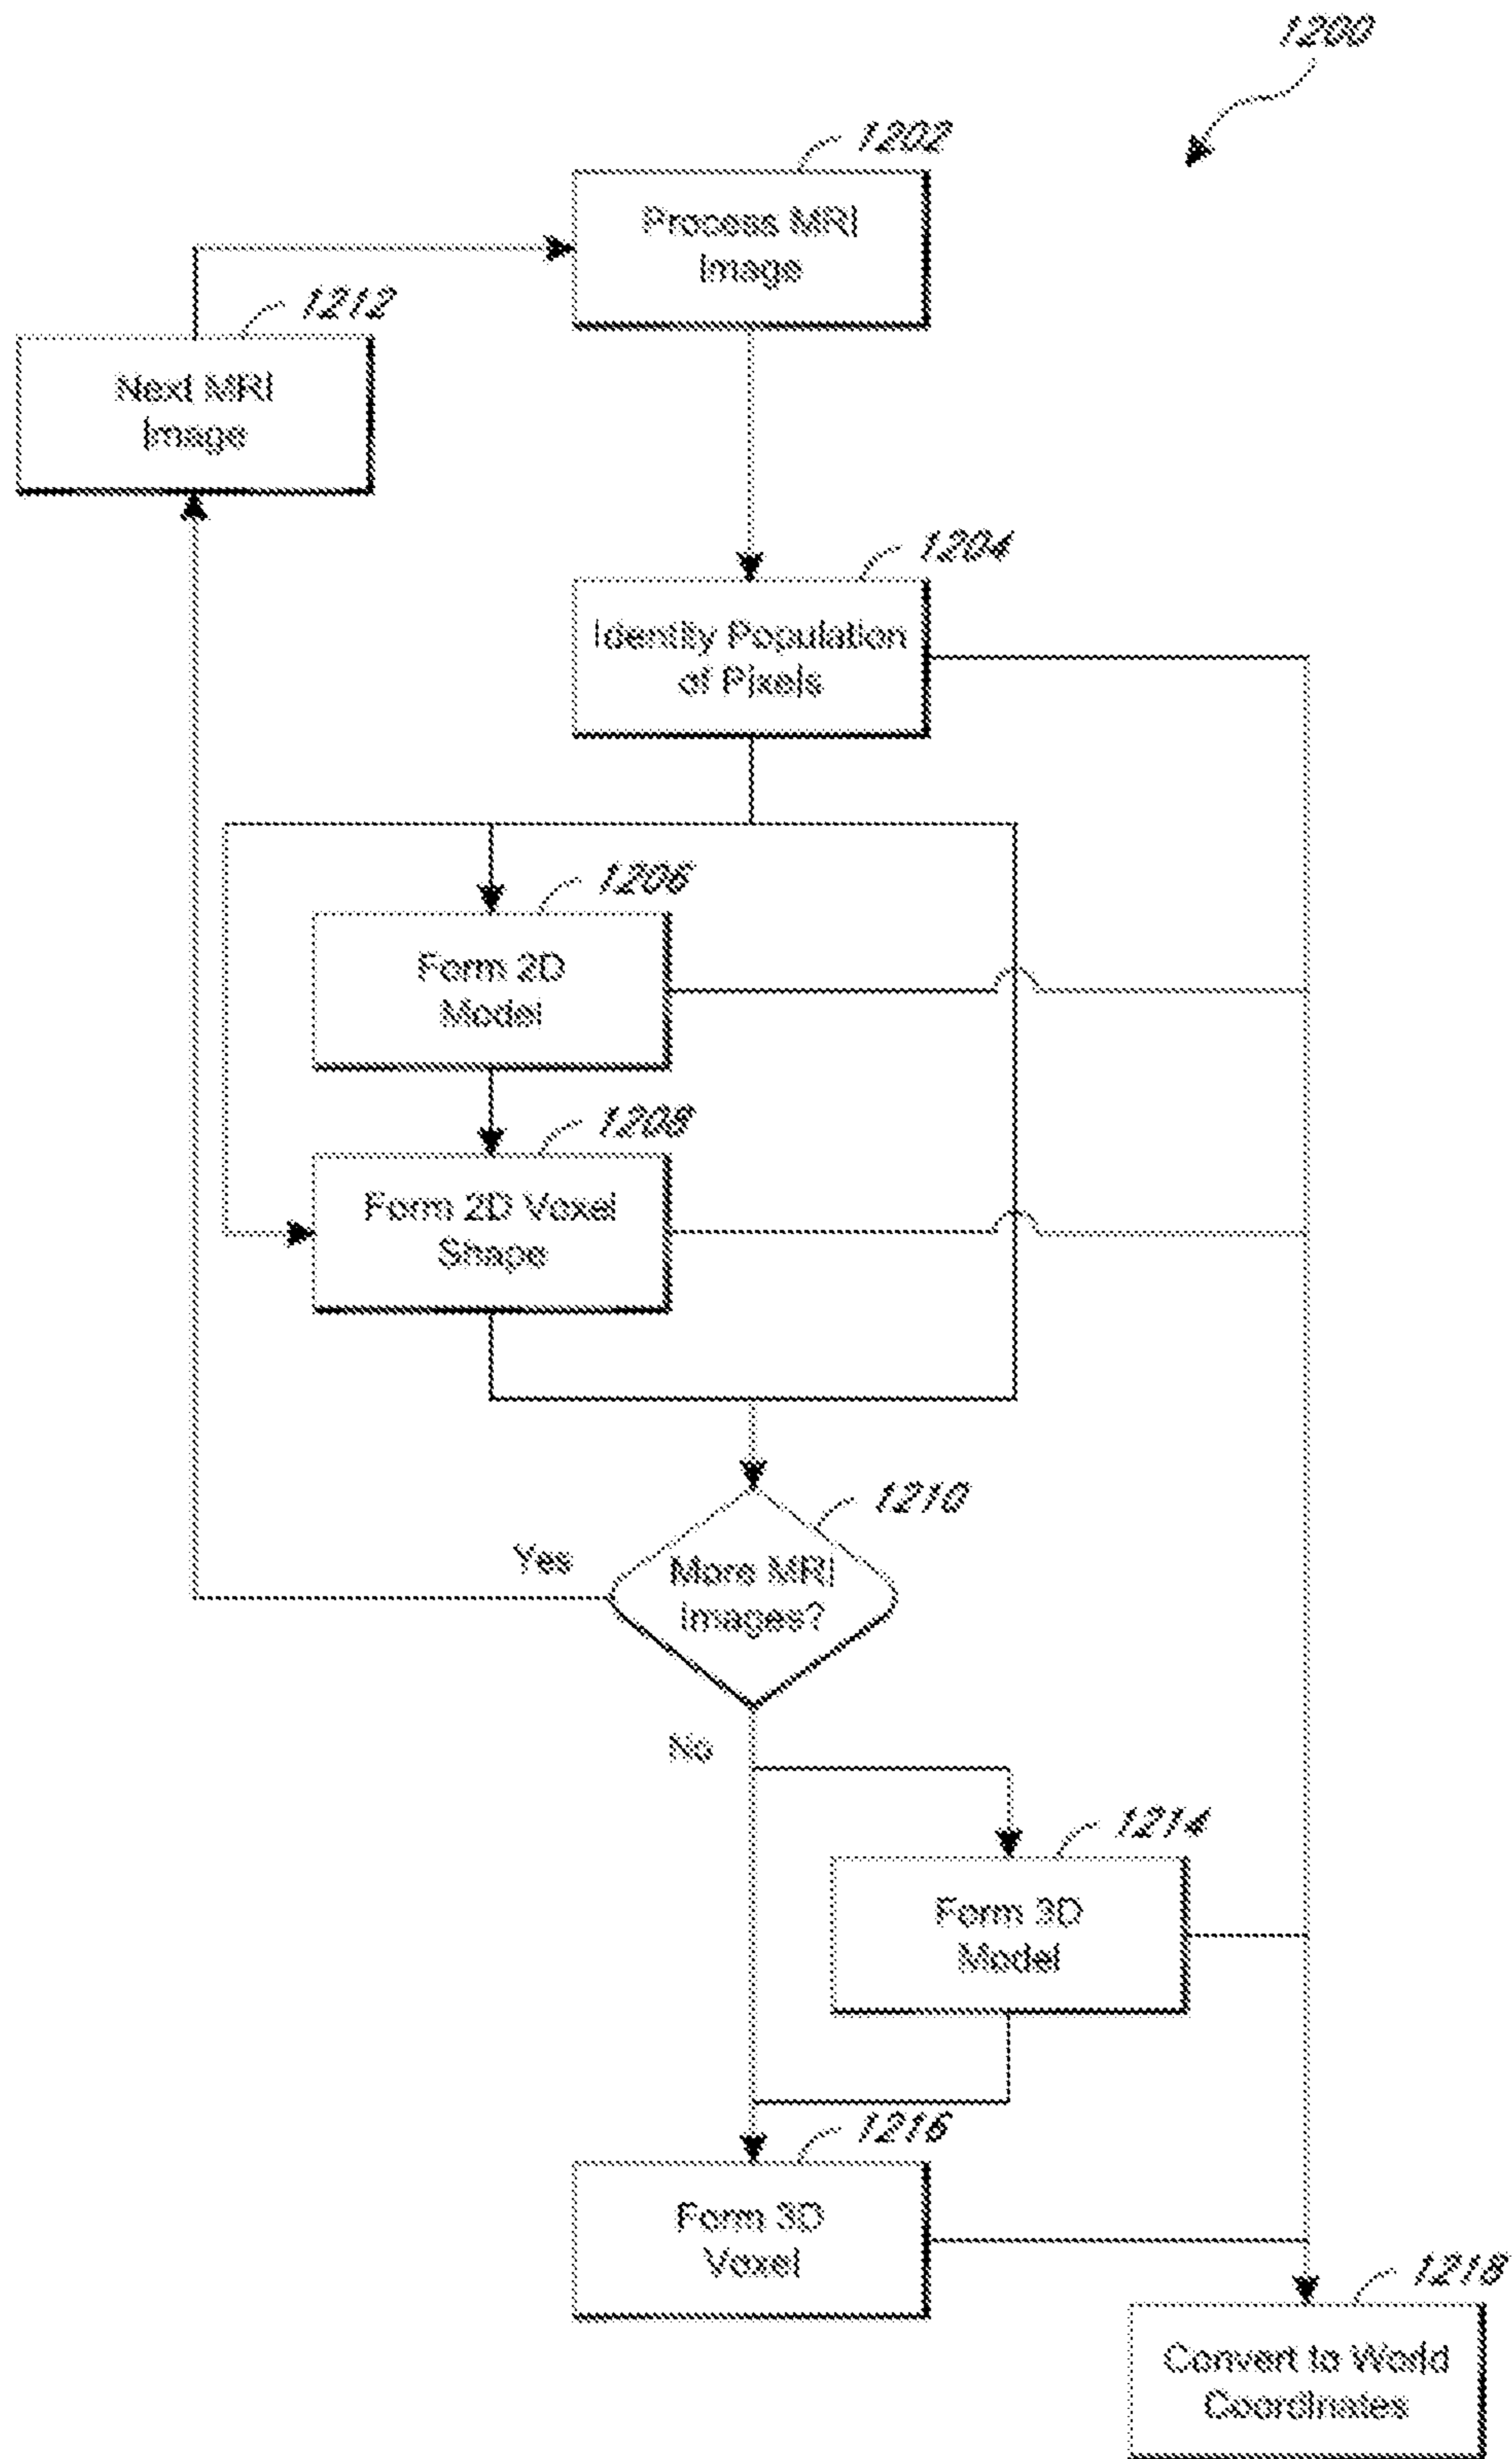 1200
1202
Process MRI
Image
1212
Next MRI
Image
1204
Identity Population
of Pixels
1206
Form 2D
Model
1208
Form 2D Voxel
Shape
1210
Yes
More MRI
Images?
No
1214
Form 3D
Model
1216
Form 3D
Voxel
1218
Convert to World
Coordinates